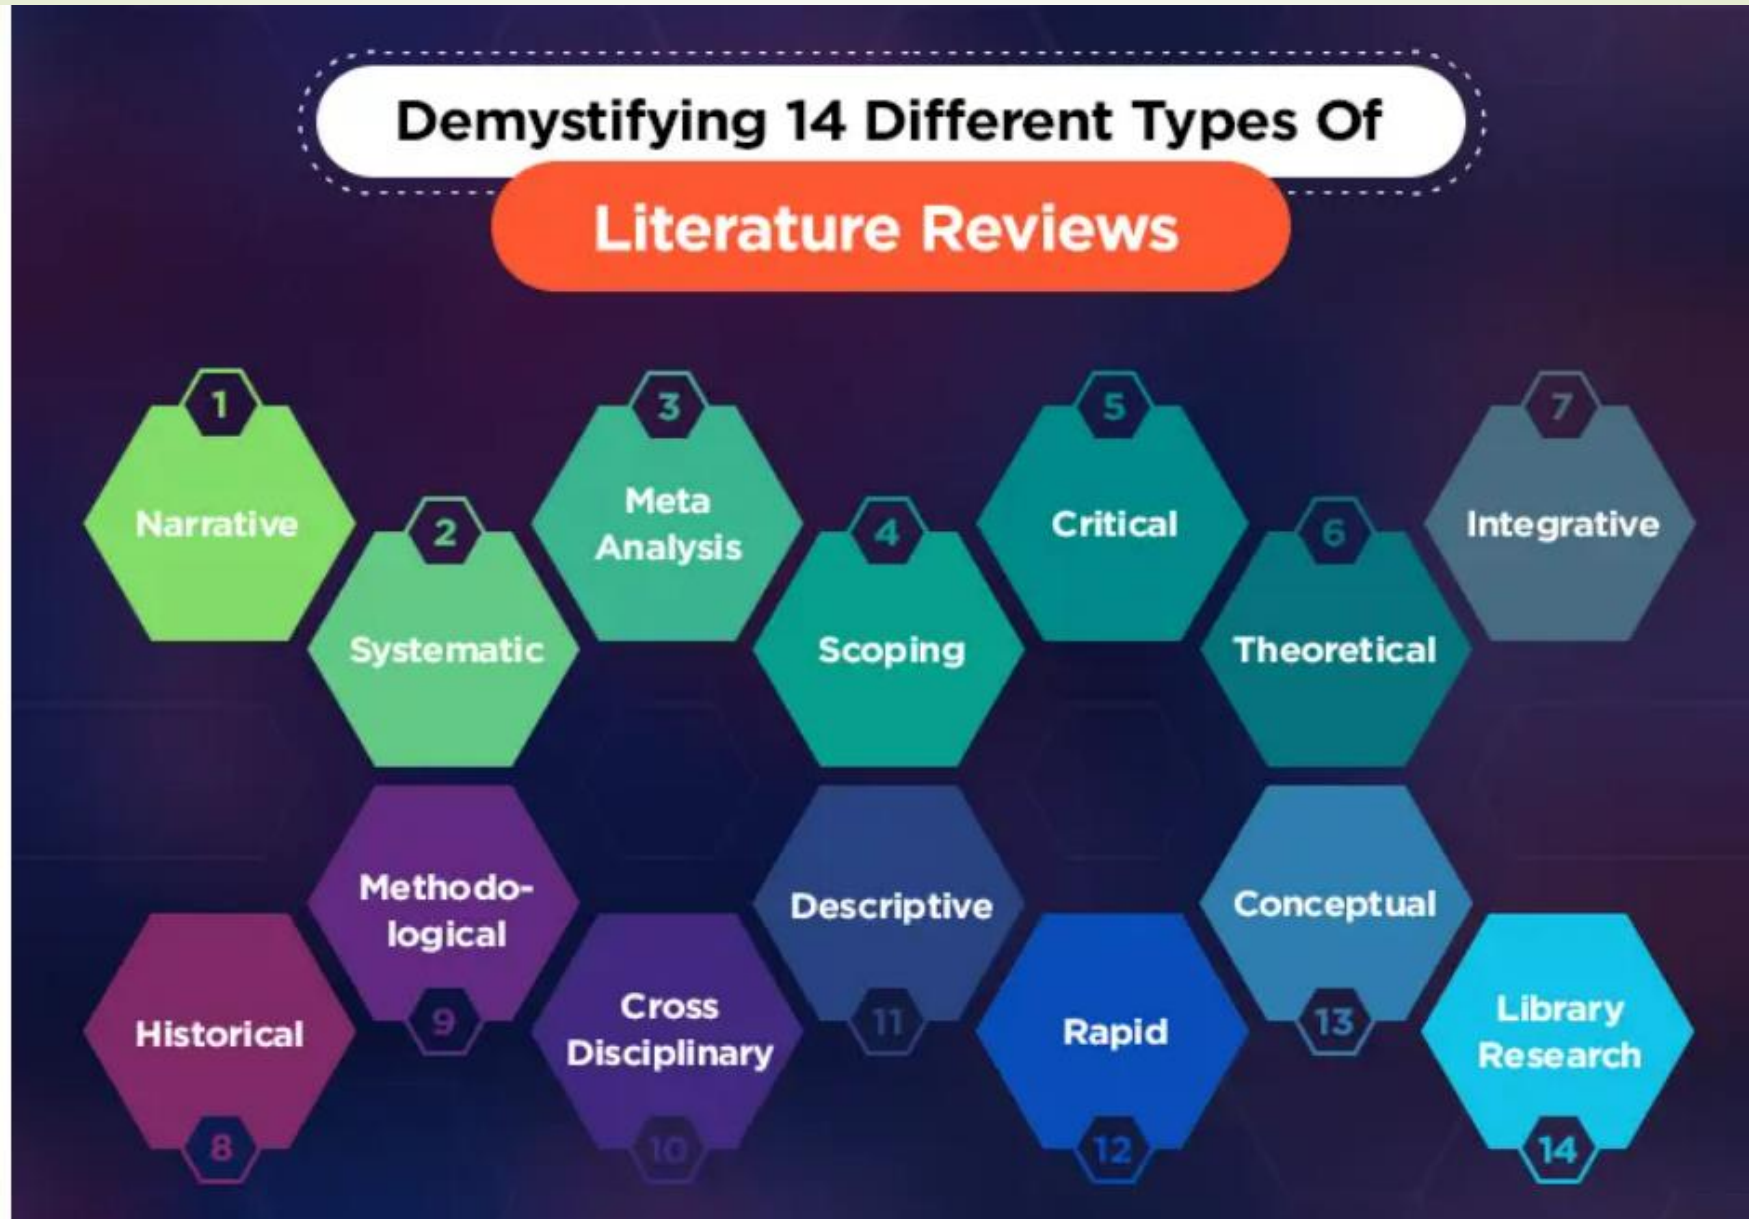 Demystifying 14 Different Types Of
Literature Reviews
1
Narrative
2
Systematic
3
Meta
Analysis
4
Scoping
5
Critical
6
Theoretical
7
Integrative
Historical
8
Methodo-
logical
9
Cross
Disciplinary
10
Descriptive
11
Rapid
12
Conceptual
13
Library
Research
14